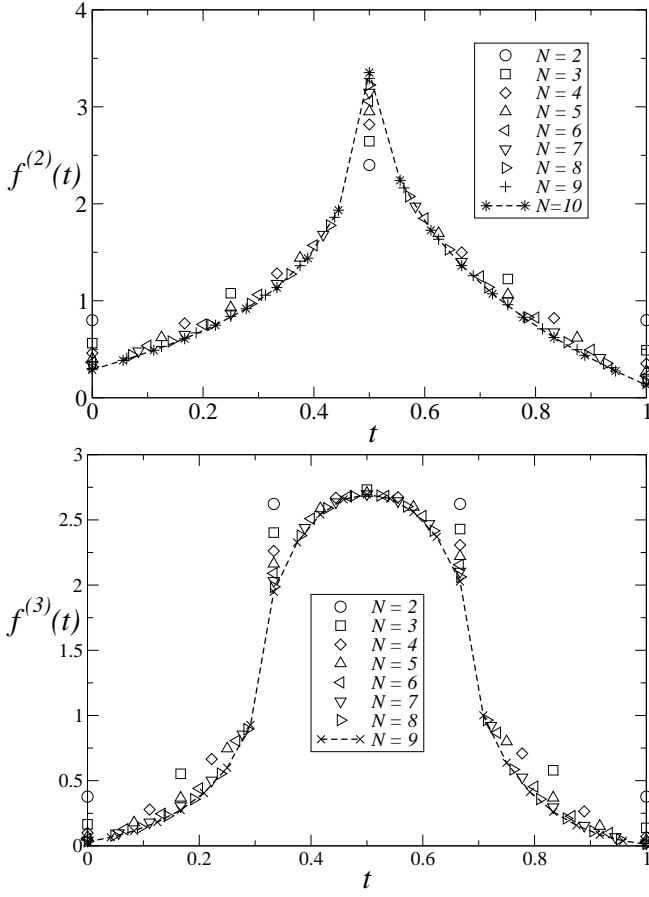 4
3
2
1
0
f^(2)(t)
N = 2
N = 3
N = 4
N = 5
N = 6
N = 7
N = 8
N = 9
N=10
0 0.2 0.4 0.6 0.8 1
t
3
2.5
2
1.5
1
0.5
0
f^(3)(t)
N = 2
N = 3
N = 4
N = 5
N = 6
N = 7
N = 8
N = 9
0 0.2 0.4 0.6 0.8 1
t